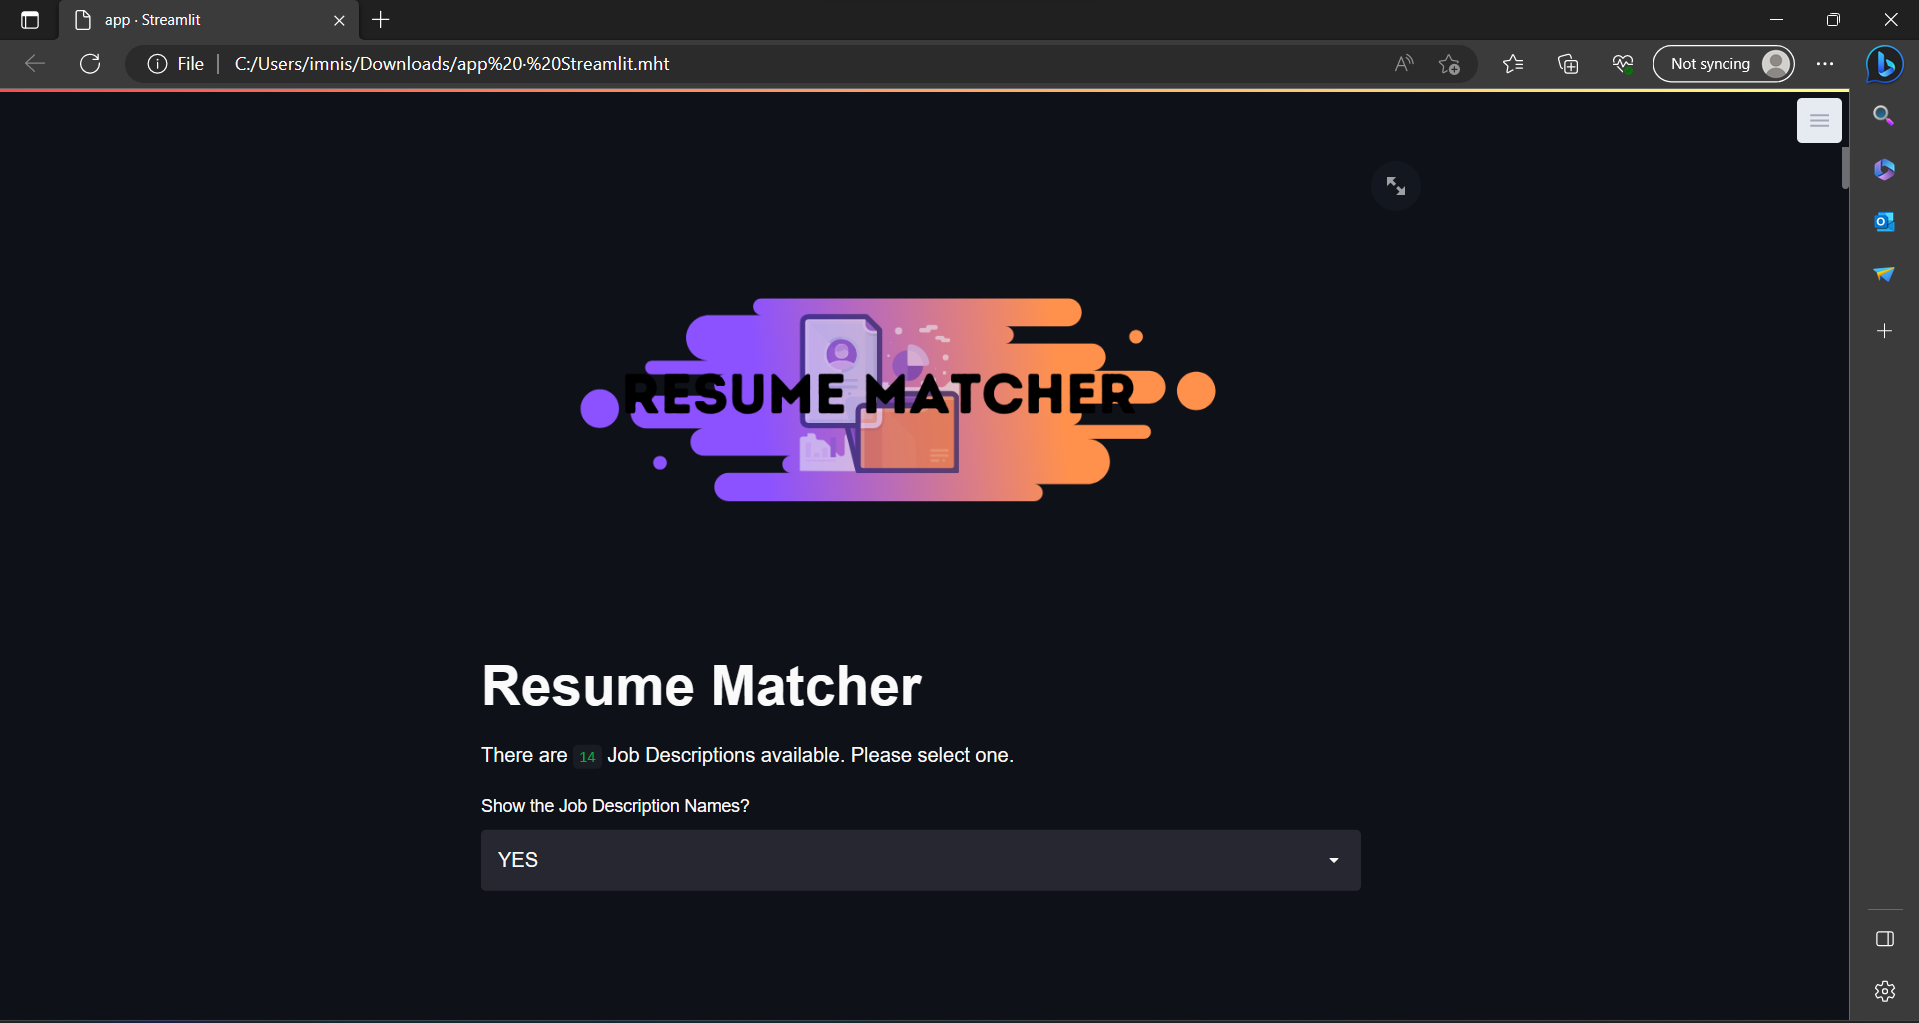 app · Streamlit
File
C:/Users/imnis/Downloads/app%20·%20Streamlit.mht
Not syncing
RESUME MATCHER
Resume Matcher
There are 14 Job Descriptions available. Please select one.
Show the Job Description Names?
YES